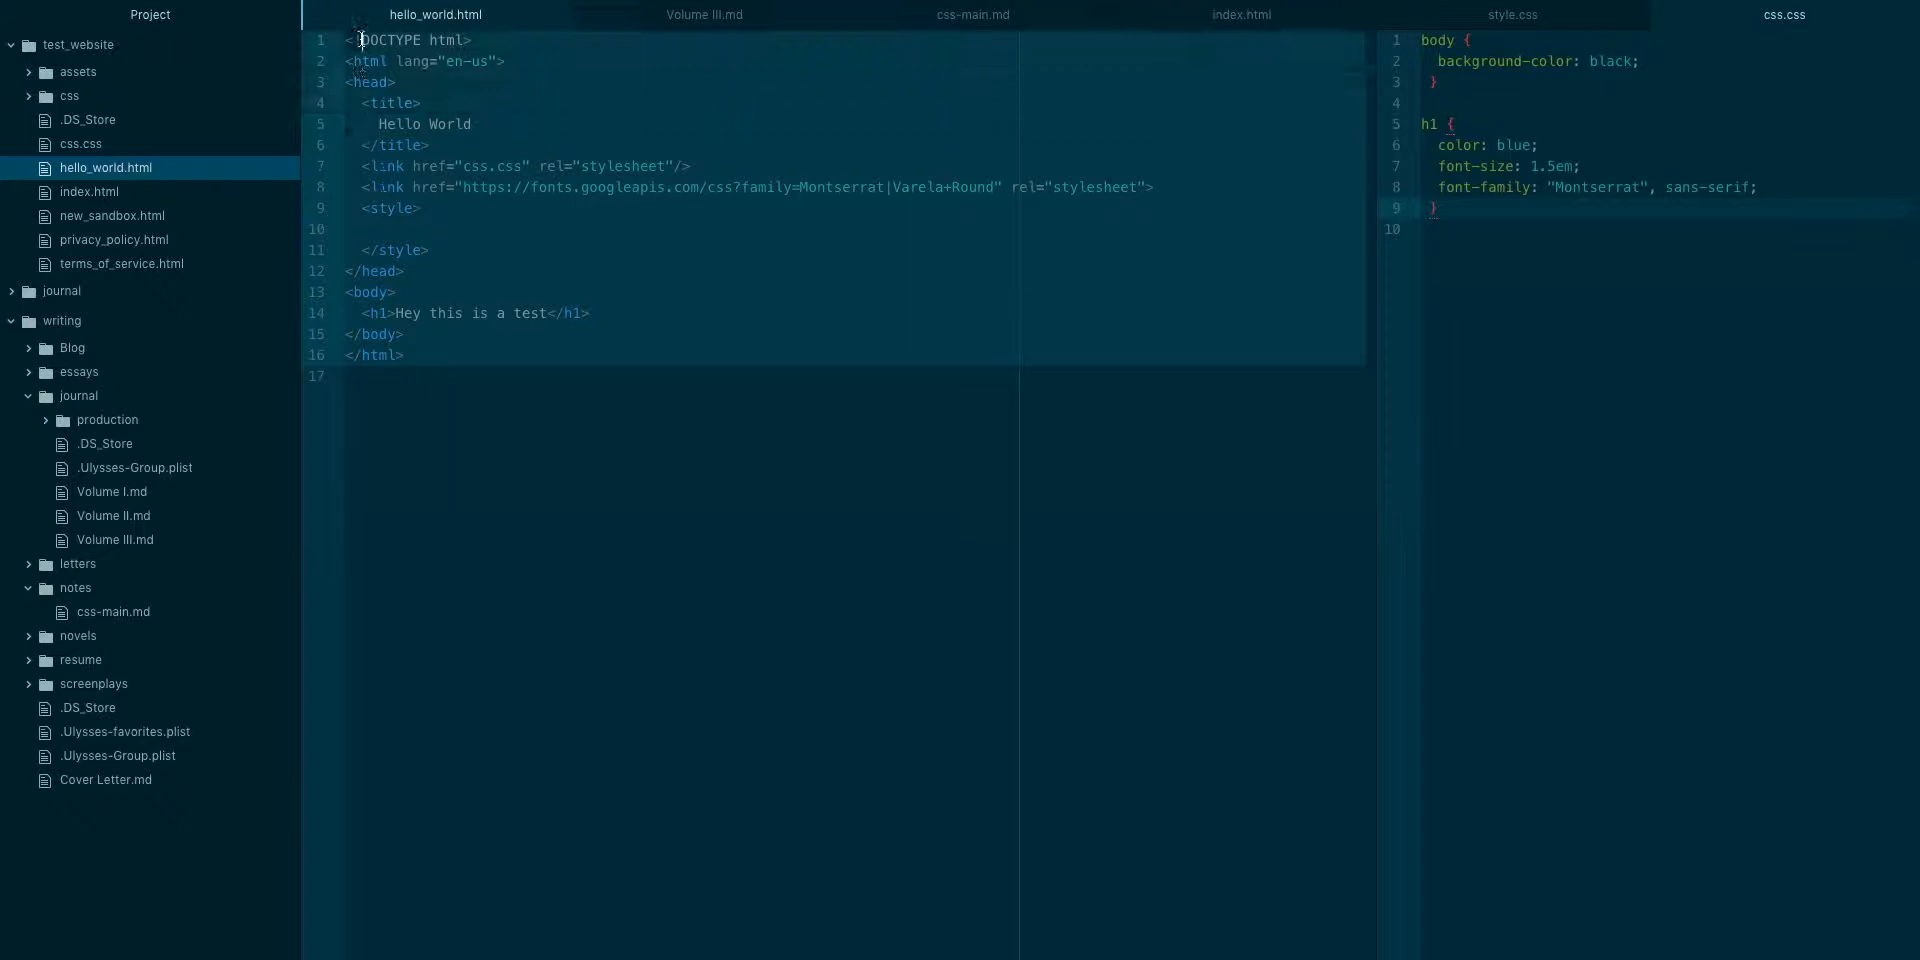 Project
test_website
assets
css
.DS_Store
css.css
hello_world.html
index.html
new_sandbox.html
privacy_policy.html
terms_of_service.html
journal
writing
Blog
essays
journal
production
.DS_Store
.Ulysses-Group.plist
Volume I.md
Volume II.md
Volume III.md
letters
notes
css-main.md
novels
resume
screenplays
.DS_Store
.Ulysses-favorites.plist
.Ulysses-Group.plist
Cover Letter.md
hello_world.html Volume III.md css-main.md index.html style.css css.css
1 <!DOCTYPE html>
2 <html lang="en-us">
3 <head>
4 <title>
5 Hello World
6 </title>
7 <link href="css.css" rel="stylesheet"/>
8 <link href="https://fonts.googleapis.com/css?family=Montserrat|Varela+Round" rel="stylesheet">
9 <style>
10
11 </style>
12 </head>
13 <body>
14 <h1>Hey this is a test</h1>
15 </body>
16 </html>
17
1 body {
2 background-color: black;
3 }
4
5 h1 {
6 color: blue;
7 font-size: 1.5em;
8 font-family: "Montserrat", sans-serif;
9 }
10